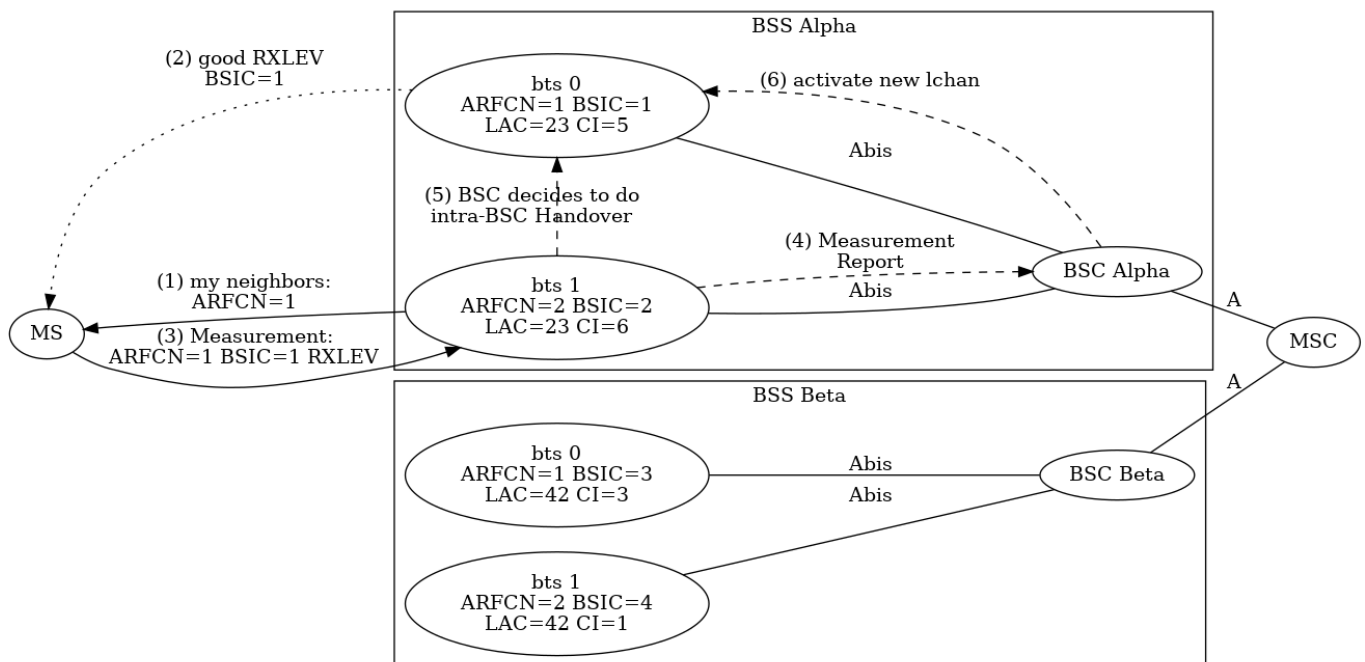 BSS Alpha
(2) good RXLEV
BSIC=1
bts 0
ARFCN=1 BSIC=1
LAC=23 CI=5
(6) activate new lchan
Abis
(5) BSC decides to do
intra-BSC Handover
(4) Measurement
Report
bts 1
ARFCN=2 BSIC=2
LAC=23 CI=6
Abis
BSC Alpha
(1) my neighbors:
ARFCN=1
MS
(3) Measurement:
ARFCN=1 BSIC=1 RXLEV
A
MSC
A
BSS Beta
bts 0
ARFCN=1 BSIC=3
LAC=42 CI=3
Abis
Abis
BSC Beta
bts 1
ARFCN=2 BSIC=4
LAC=42 CI=1